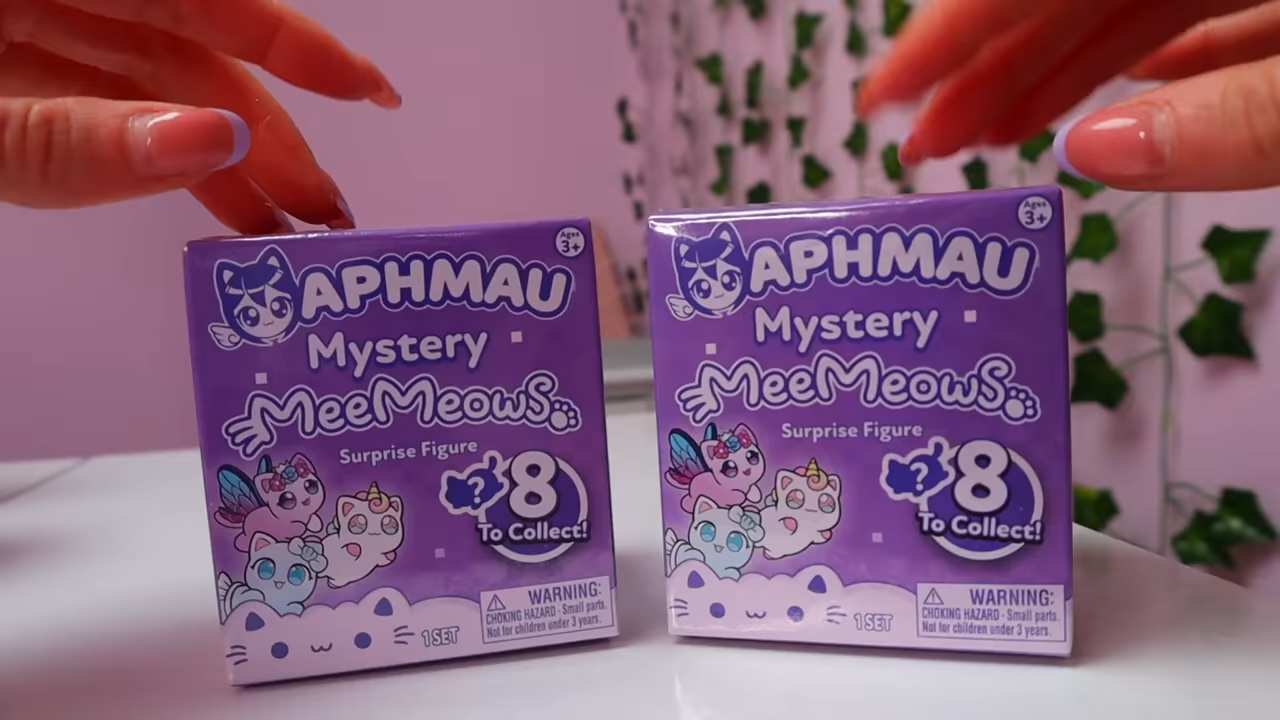 Ages
3+
APHMAU
Mystery
MeeMeows
Surprise Figure
?
8
To Collect!
1 SET
WARNING:
CHOKING HAZARD - Small parts.
Not for children under 3 years.
Ages
3+
APHMAU
Mystery
MeeMeows
Surprise Figure
?
8
To Collect!
1 SET
WARNING:
CHOKING HAZARD - Small parts.
Not for children under 3 years.